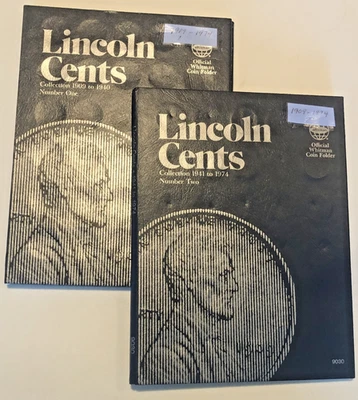 Lincoln
Cents
Collection 1909 to 1940
Number One
Official
Whitman
Coin Folder
Lincoln
Cents
Collection 1941 to 1974
Number Two
Official
Whitman
Coin Folder
9030